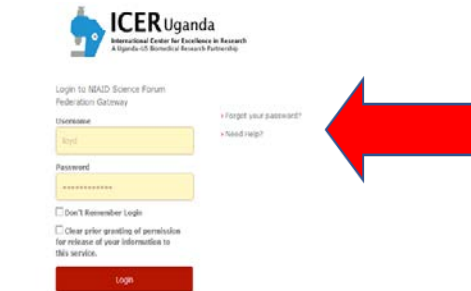 ICER Uganda
International Center for Excellence in Research
A Uganda-US Biomedical Research Partnership
Login to NIAID Science Forum
Federation Gateway
Username
Password
************
Don't Remember Login
Clear prior granting of permission
for release of your information to
this service.
Login
Forgot your password?
Need Help?